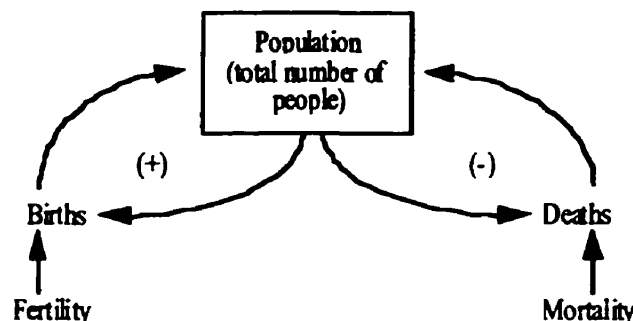 Population
(total number of
people)
(+)
(-)
Births
Deaths
Fertility
Mortality